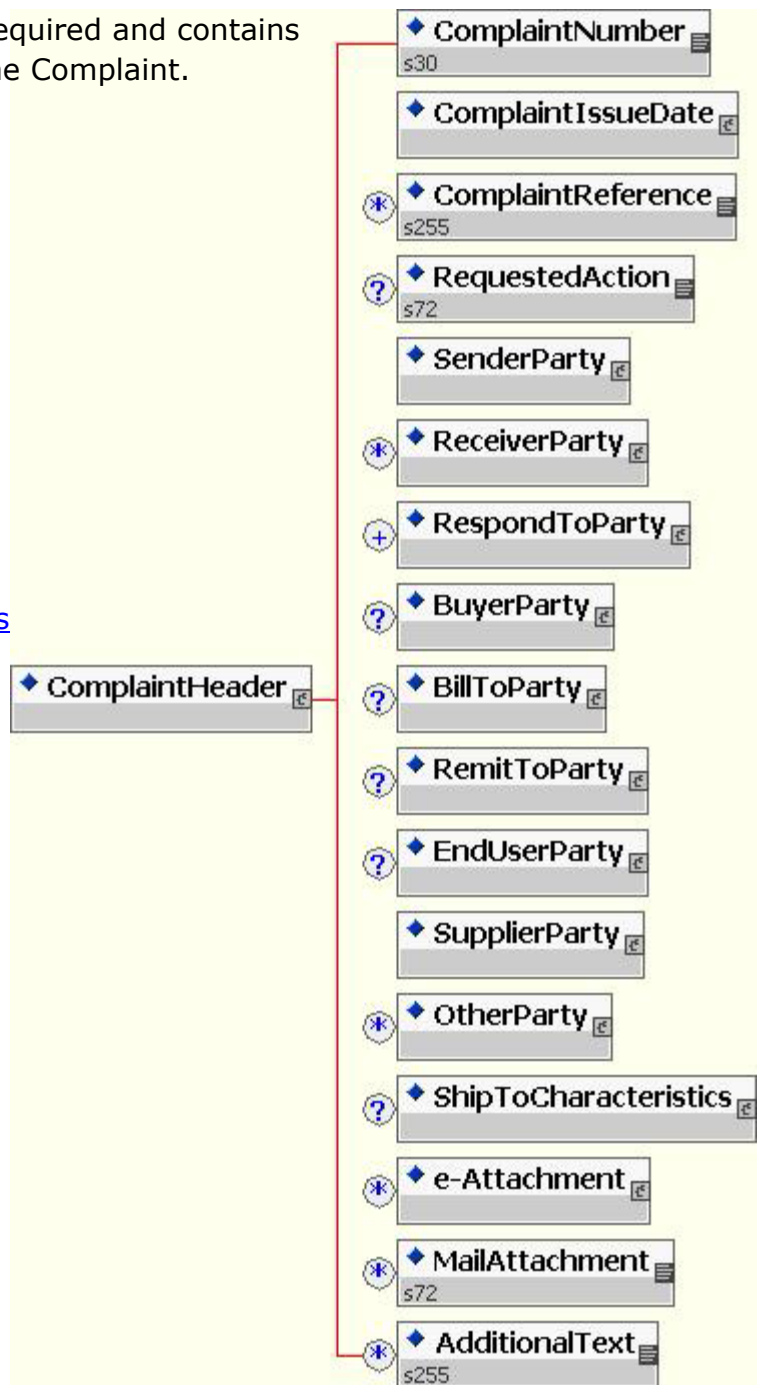 equired and contains
ne Complaint.
s
ComplaintHeader
ComplaintNumber
s30
ComplaintIssueDate
* ComplaintReference
s255
? RequestedAction
s72
SenderParty
* ReceiverParty
+ RespondToParty
? BuyerParty
? BillToParty
? RemitToParty
? EndUserParty
SupplierParty
* OtherParty
? ShipToCharacteristics
* e-Attachment
* MailAttachment
s72
* AdditionalText
s255